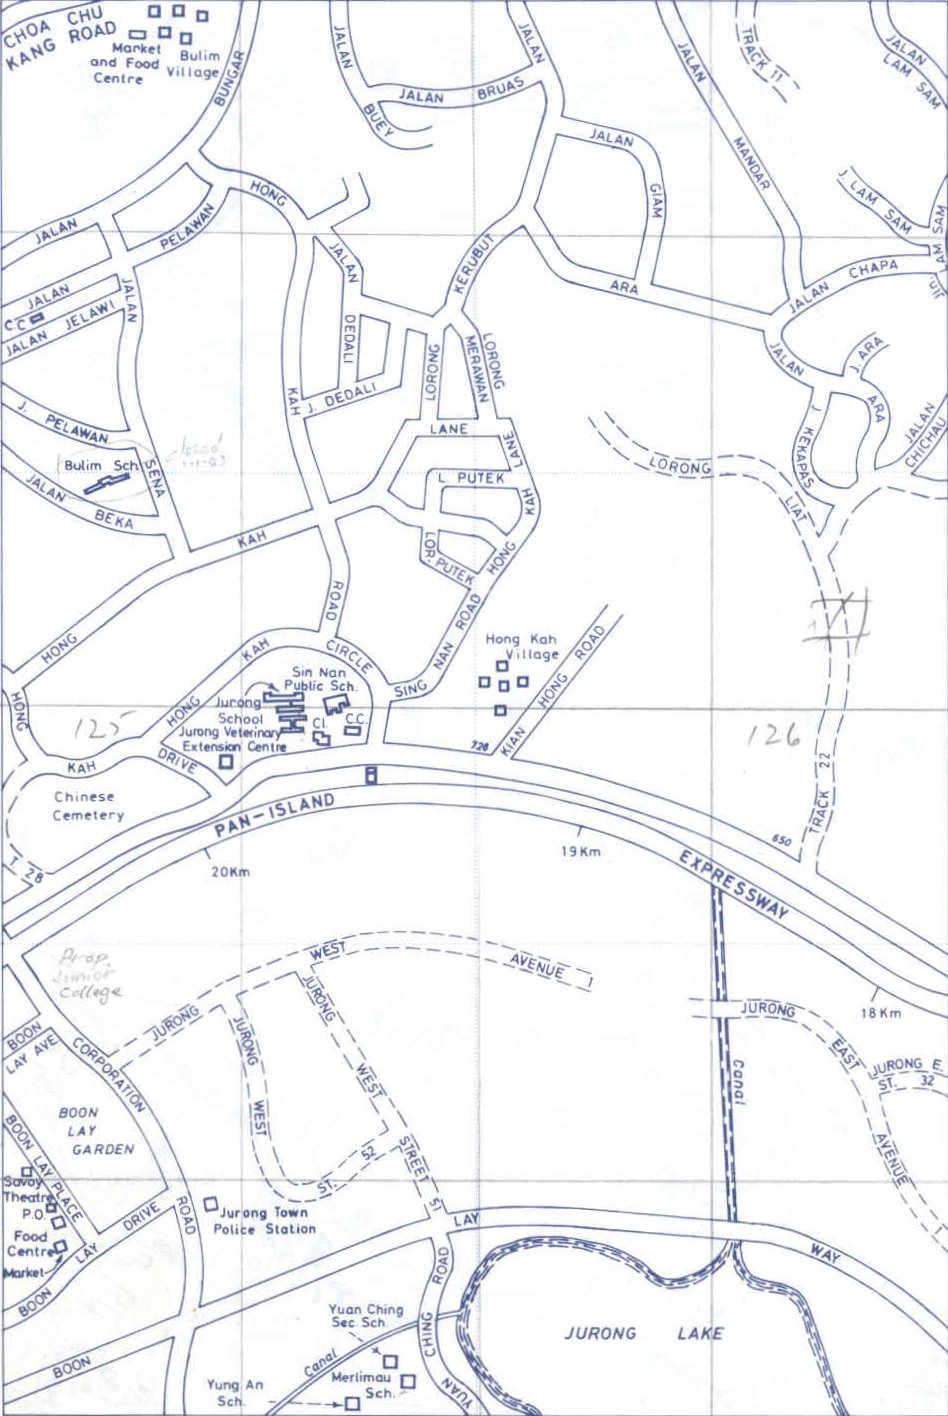 CHOA CHU
KANG ROAD
Market
and Food
Centre
Bulim
Village
JALAN
BUNGAR
JALAN
BUEY
JALAN BRUAS
JALAN
KERUBUT
JALAN
GIAM
JALAN
MANDAR
TRACK 11
JALAN
LAM SAM
J. LAM SAM
JLN.
LAM SAM
JALAN CHAPA
ARA
JALAN
J. ARA
ARA
JALAN
CHICHAU
J. KEKAPAS
HONG
KAH
ROAD
PELAWAN
JALAN
JALAN
SENA
JALAN JELAWI
C.C
J. PELAWAN
Bulim Sch.
closed
1-1-83
JALAN
BEKA
JALAN
DEDALI
J. DEDALI
LORONG
LORONG
MERAWAN
LANE
LANE
KAH
HONG
L. PUTEK
LOR. PUTEK
LORONG
LIAT
HONG
KAH
SING NAN ROAD
HONG
KAH
CIRCLE
HONG
KAH
DRIVE
Hong Kah
Village
KIAN HONG ROAD
Sin Nan
Public Sch.
Jurong
School
Jurong Veterinary
Extension Centre
Cl.
C.C.
728
125
126
17
TRACK 22
650
Chinese
Cemetery
T 28
PAN-ISLAND
EXPRESSWAY
20Km
19Km
18Km
Prop
Junior
College
JURONG
WEST
AVENUE
JURONG
WEST
ST.
52
JURONG
WEST
STREET
51
JURONG
EAST
AVENUE
JURONG E.
ST. 32
Canal
BOON
LAY AVE.
CORPORATION
ROAD
BOON
LAY
GARDEN
BOON LAY PLACE
Savoy
Theatre
P.O.
Food
Centre
Market
BOON
LAY
DRIVE
Jurong Town
Police Station
BOON
LAY
WAY
YUAN
CHING
ROAD
Yuan Ching
Sec. Sch.
Canal
Merlimau
Sch.
Yung An
Sch.
JURONG LAKE